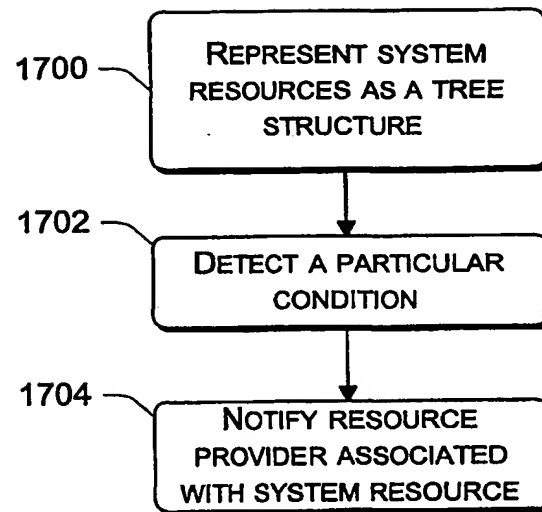 1700
REPRESENT SYSTEM
RESOURCES AS A TREE
STRUCTURE
1702
DETECT A PARTICULAR
CONDITION
1704
NOTIFY RESOURCE
PROVIDER ASSOCIATED
WITH SYSTEM RESOURCE